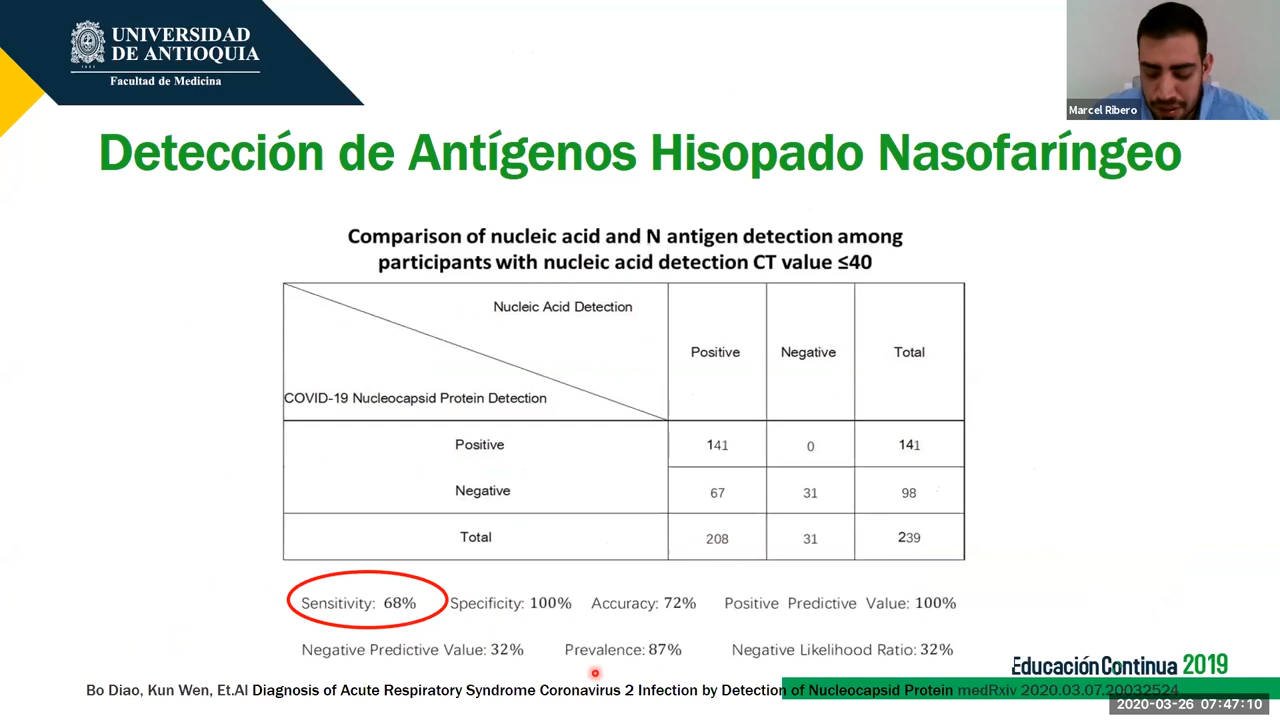 UNIVERSIDAD
DE ANTIOQUIA
1803
Facultad de Medicina
Marcel Ribero
Detección de Antígenos Hisopado Nasofaríngeo
Comparison of nucleic acid and N antigen detection among
participants with nucleic acid detection CT value ≤40
Nucleic Acid Detection
COVID-19 Nucleocapsid Protein Detection
Positive Negative Total
Positive 141 0 141
Negative 67 31 98
Total 208 31 239
Sensitivity: 68% Specificity: 100% Accuracy: 72% Positive Predictive Value: 100%
Negative Predictive Value: 32% Prevalence: 87% Negative Likelihood Ratio: 32%
Educación Continua 2019
Bo Diao, Kun Wen, Et.Al Diagnosis of Acute Respiratory Syndrome Coronavirus 2 Infection by Detection of Nucleocapsid Protein medRxiv 2020.03.07.20032524
2020-03-26 07:47:10